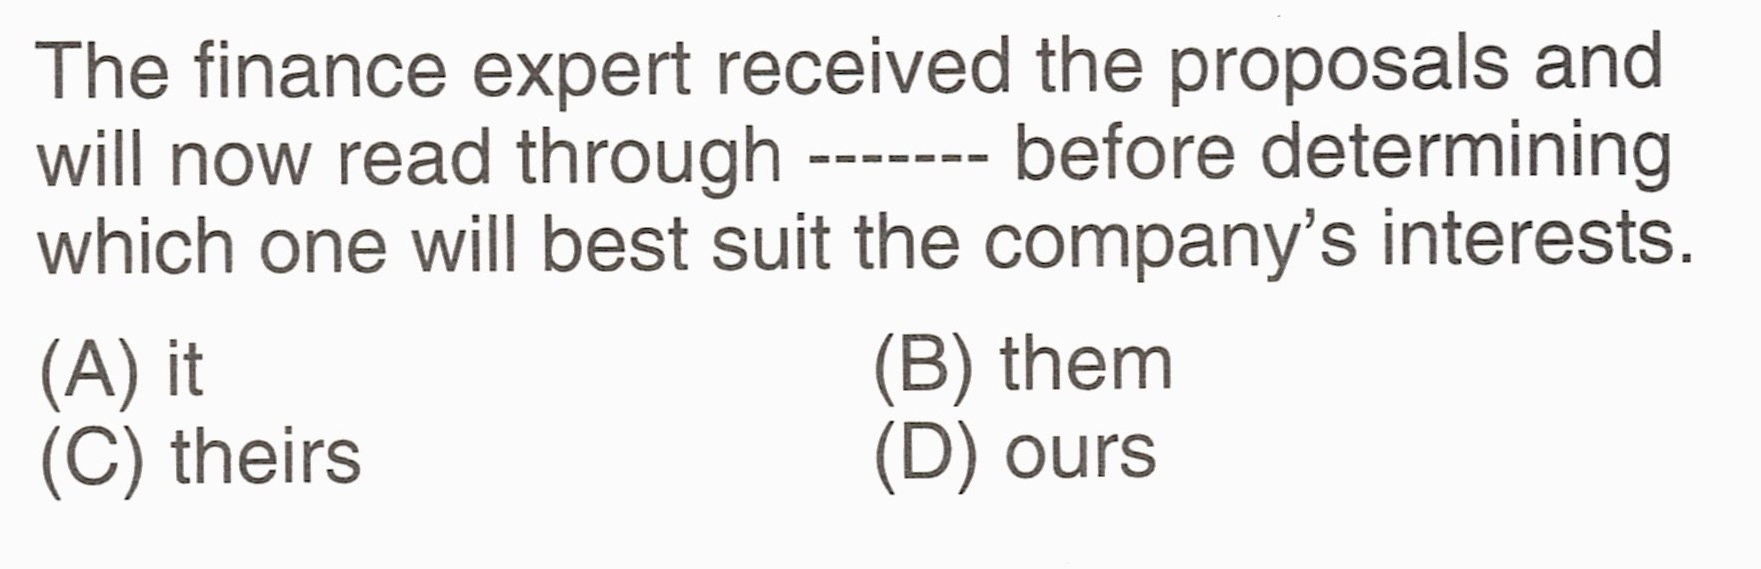 The finance expert received the proposals and
will now read through ------- before determining
which one will best suit the company's interests.
(A) it
(B) them
(C) theirs
(D) ours